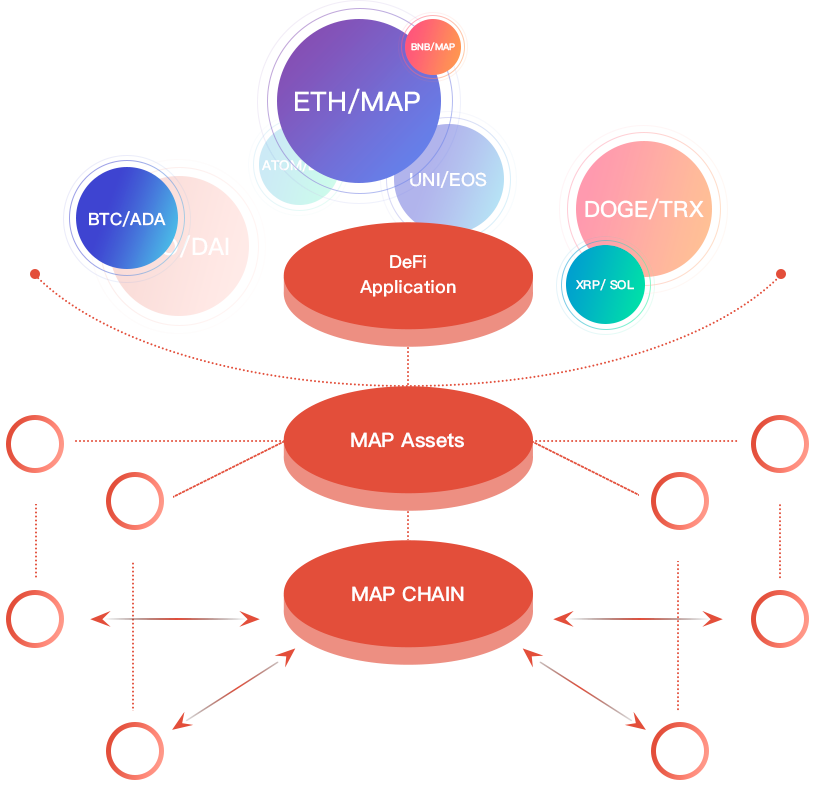 BNB/MAP
ETH/MAP
ATOM/
UNI/EOS
BTC/ADA
/DAI
DOGE/TRX
XRP/ SOL
DeFi
Application
MAP Assets
MAP CHAIN